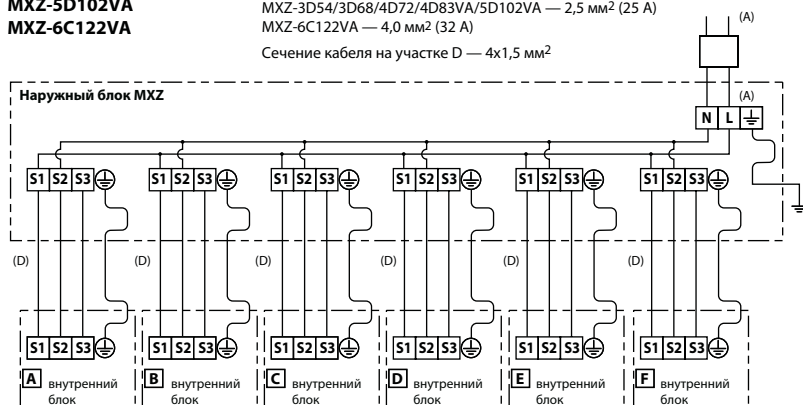 MXZ-5D102VA
MXZ-6C122VA
MXZ-3D54/3D68/4D72/4D83VA/5D102VA — 2,5 мм2 (25 А)
MXZ-6C122VA — 4,0 мм2 (32 А)
Сечение кабеля на участке D — 4х1,5 мм2
(A)
Наружный блок MXZ
(A)
N L
S1 S2 S3 S1 S2 S3 S1 S2 S3 S1 S2 S3 S1 S2 S3 S1 S2 S3
(D) (D) (D) (D) (D) (D)
S1 S2 S3 S1 S2 S3 S1 S2 S3 S1 S2 S3 S1 S2 S3 S1 S2 S3
A внутренний блок
B внутренний блок
C внутренний блок
D внутренний блок
E внутренний блок
F внутренний блок